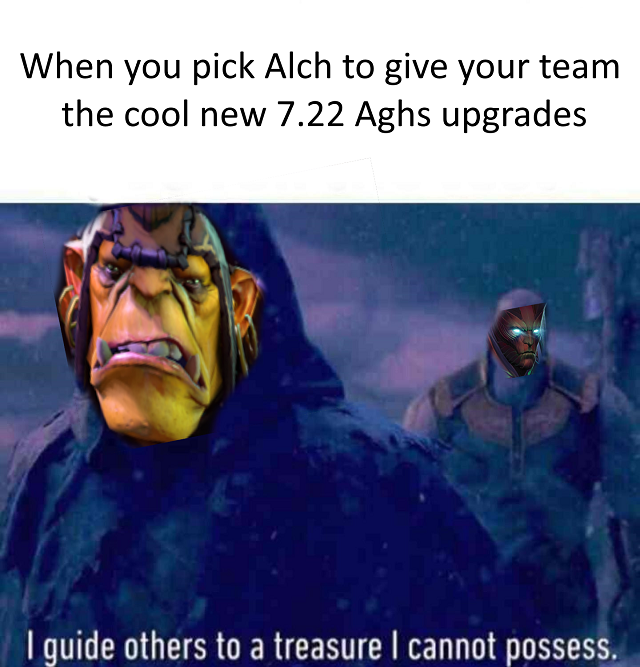 When you pick Alch to give your team
the cool new 7.22 Aghs upgrades
I guide others to a treasure I cannot possess.